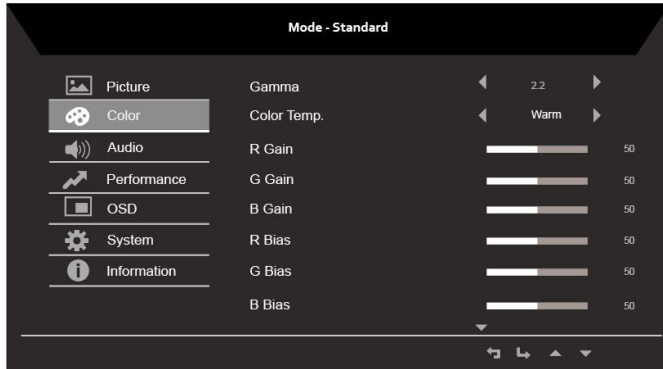 Mode - Standard
Picture
Color
Audio
Performance
OSD
System
Information
Gamma 2.2
Color Temp. Warm
R Gain 50
G Gain 50
B Gain 50
R Bias 50
G Bias 50
B Bias 50